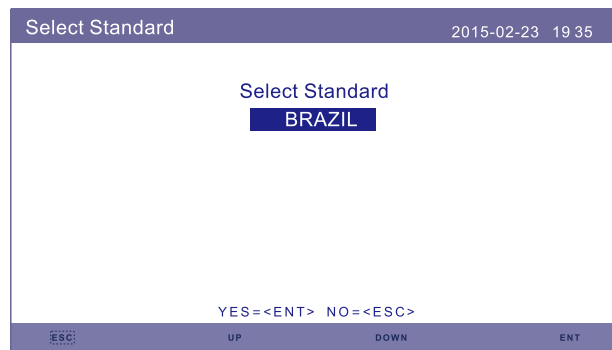 Select Standard 2015-02-23 19 35
Select Standard
BRAZIL
YES=<ENT> NO=<ESC>
ESC UP DOWN ENT